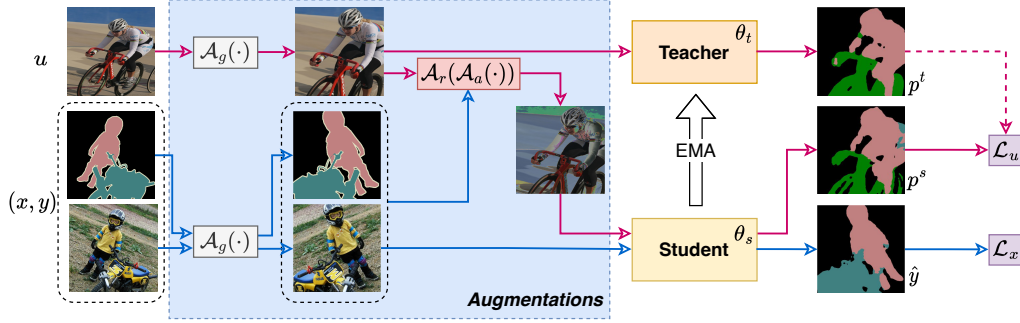 u
𝒜_g(·)
𝒜_r(𝒜_a(·))
Teacher
θ_t
p^t
EMA
p^s
ℒ_u
(x, y)
𝒜_g(·)
Student
θ_s
ŷ
ℒ_x
Augmentations